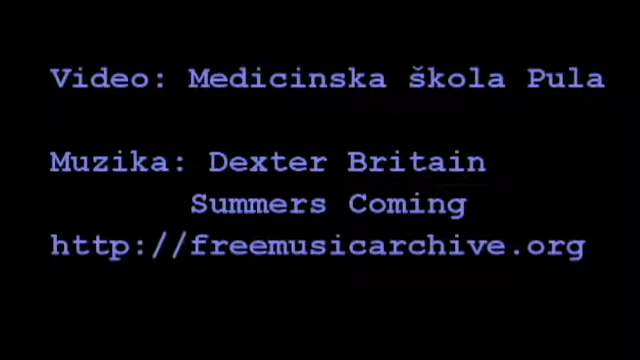 Video: Medicinska škola Pula
Muzika: Dexter Britain
Summers Coming
http://freemusicarchive.org